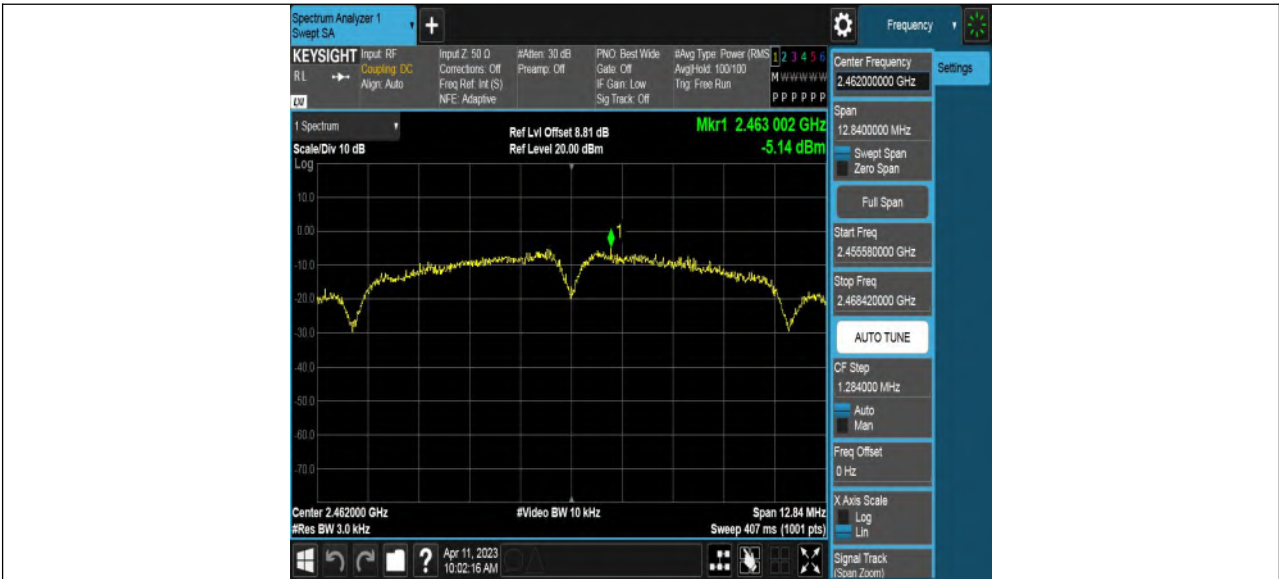 Spectrum Analyzer 1
Swept SA
+
Frequency
KEYSIGHT
RL
LXI
Input: RF
Coupling: DC
Align: Auto
Input Z: 50 Ω
Corrections: Off
Freq Ref: Int (S)
NFE: Adaptive
#Atten: 30 dB
Preamp: Off
PNO: Best Wide
Gate: Off
IF Gain: Low
Sig Track: Off
#Avg Type: Power (RMS
Avg|Hold: 100/100
Trig: Free Run
1 2 3 4 5 6
M W W W W W
P P P P P P
1 Spectrum
Scale/Div 10 dB
Log
Ref Lvl Offset 8.81 dB
Ref Level 20.00 dBm
Mkr1 2.463 002 GHz
-5.14 dBm
10.0
0.00
-10.0
-20.0
-30.0
-40.0
-50.0
-60.0
-70.0
1
Center 2.462000 GHz
#Res BW 3.0 kHz
#Video BW 10 kHz
Span 12.84 MHz
Sweep 407 ms (1001 pts)
?
Apr 11, 2023
10:02:16 AM
Center Frequency
2.462000000 GHz
Settings
Span
12.8400000 MHz
Swept Span
Zero Span
Full Span
Start Freq
2.455580000 GHz
Stop Freq
2.468420000 GHz
AUTO TUNE
CF Step
1.284000 MHz
Auto
Man
Freq Offset
0 Hz
X Axis Scale
Log
Lin
Signal Track
(Span Zoom)